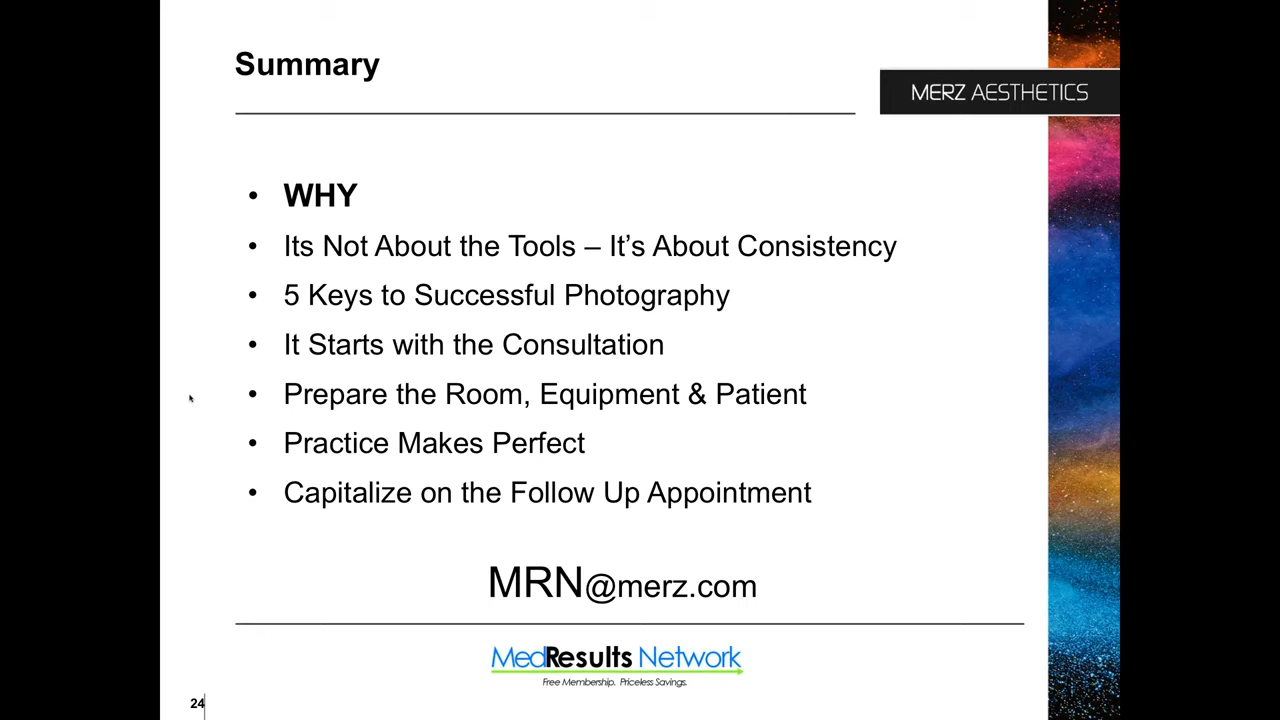 Summary
MERZ AESTHETICS
• WHY
• Its Not About the Tools – It’s About Consistency
• 5 Keys to Successful Photography
• It Starts with the Consultation
• Prepare the Room, Equipment & Patient
• Practice Makes Perfect
• Capitalize on the Follow Up Appointment
MRN@merz.com
MedResults Network
Free Membership. Priceless Savings.
24